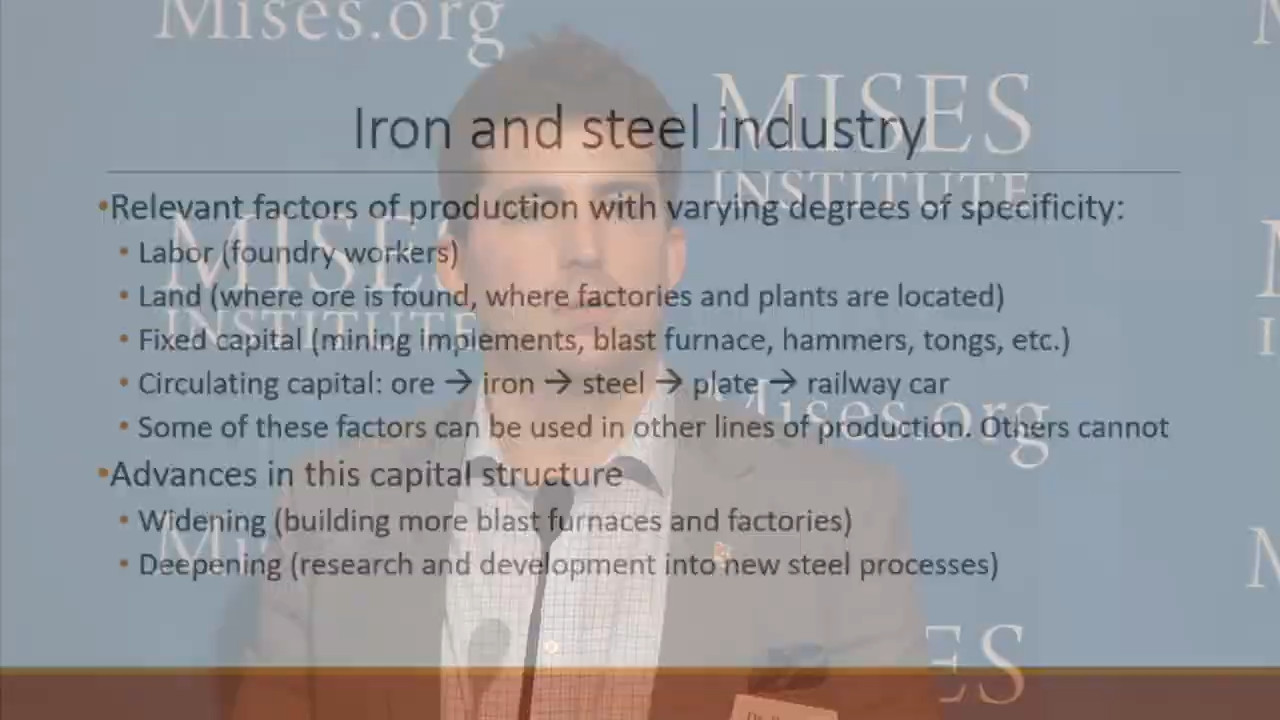 Mises.org
MISES
INSTITUTE
Iron and steel industry
•Relevant factors of production with varying degrees of specificity:
MISES
INSTITUTE
• Labor (foundry workers)
• Land (where ore is found, where factories and plants are located)
• Fixed capital (mining implements, blast furnace, hammers, tongs, etc.)
• Circulating capital: ore → iron → steel → plate → railway car
Mises.org
• Some of these factors can be used in other lines of production. Others cannot
•Advances in this capital structure
• Widening (building more blast furnaces and factories)
• Deepening (research and development into new steel processes)
ES